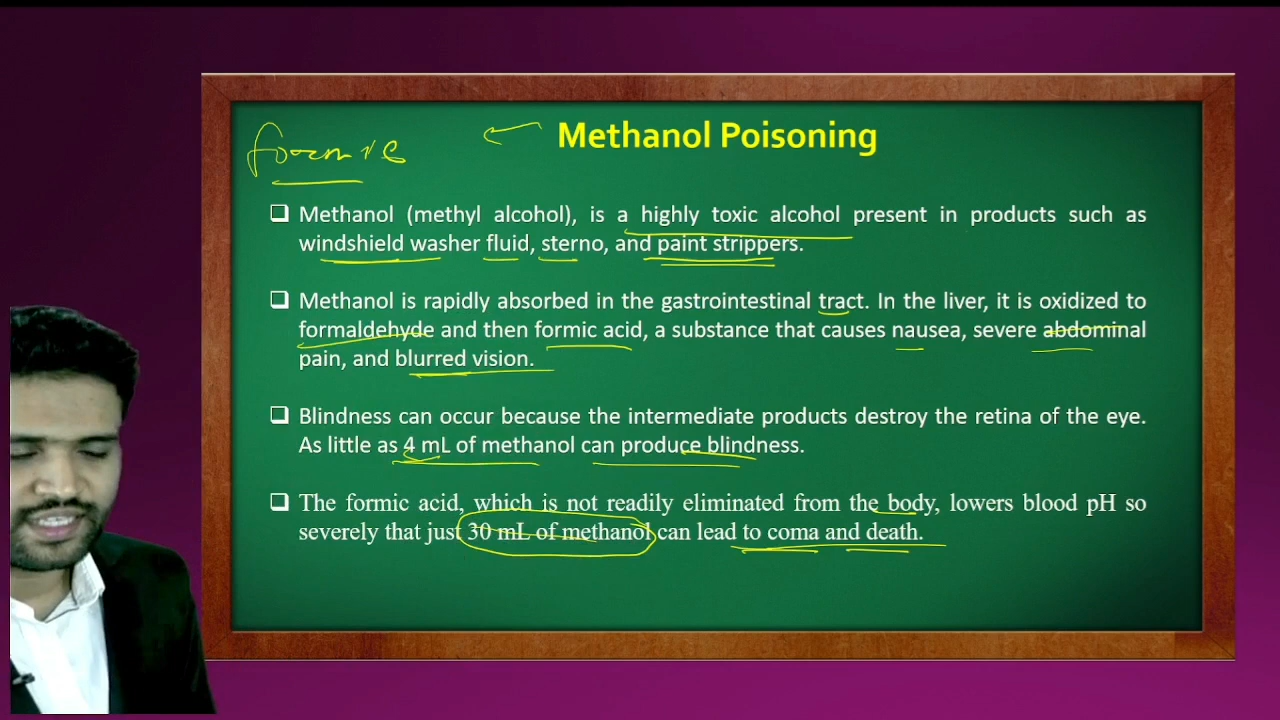 Methanol Poisoning
formic
Methanol (methyl alcohol), is a highly toxic alcohol present in products such as
windshield washer fluid, sterno, and paint strippers.
Methanol is rapidly absorbed in the gastrointestinal tract. In the liver, it is oxidized to
formaldehyde and then formic acid, a substance that causes nausea, severe abdominal
pain, and blurred vision.
Blindness can occur because the intermediate products destroy the retina of the eye.
As little as 4 mL of methanol can produce blindness.
The formic acid, which is not readily eliminated from the body, lowers blood pH so
severely that just 30 mL of methanol can lead to coma and death.